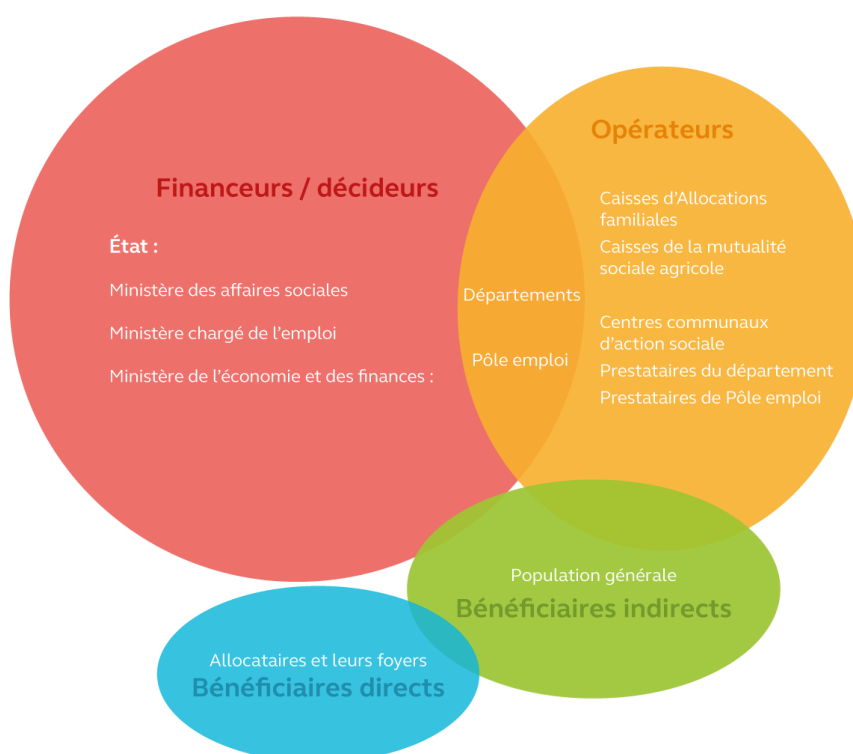 Financeurs / décideurs
État :
Ministère des affaires sociales
Ministère chargé de l’emploi
Ministère de l’économie et des finances :
Départements
Pôle emploi
Opérateurs
Caisses d’Allocations
familiales
Caisses de la mutualité
sociale agricole
Centres communaux
d’action sociale
Prestataires du département
Prestataires de Pôle emploi
Population générale
Bénéficiaires indirects
Allocataires et leurs foyers
Bénéficiaires directs